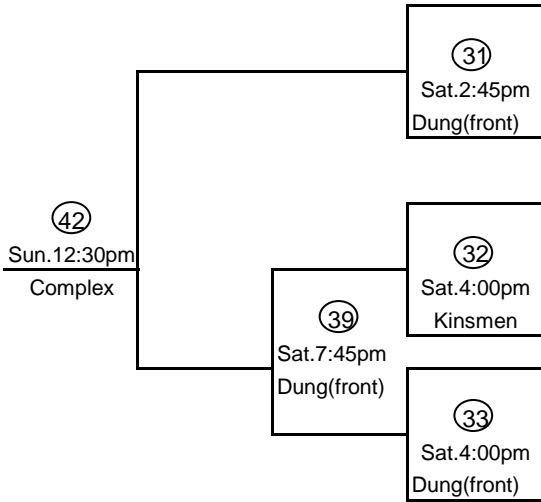 31
Sat.2:45pm
Dung(front)
42
Sun.12:30pm
Complex
32
Sat.4:00pm
Kinsmen
39
Sat.7:45pm
Dung(front)
33
Sat.4:00pm
Dung(front)